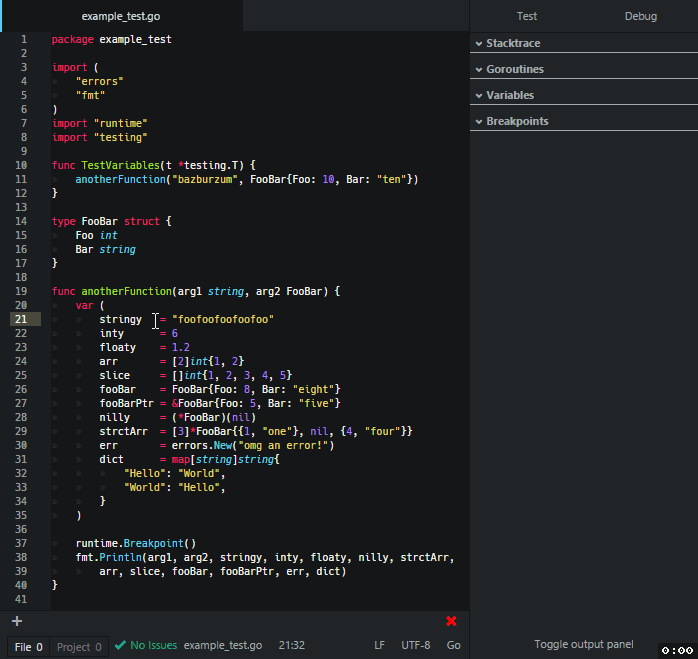 example_test.go
Test Debug
1 package example_test
2
3 import (
4 "errors"
5 "fmt"
6 )
7 import "runtime"
8 import "testing"
9
10 func TestVariables(t *testing.T) {
11 anotherFunction("bazburzum", FooBar{Foo: 10, Bar: "ten"})
12 }
13
14 type FooBar struct {
15 Foo int
16 Bar string
17 }
18
19 func anotherFunction(arg1 string, arg2 FooBar) {
20 var (
21 stringy = "foofoofoofoofoo"
22 inty = 6
23 floaty = 1.2
24 arr = [2]int{1, 2}
25 slice = []int{1, 2, 3, 4, 5}
26 fooBar = FooBar{Foo: 8, Bar: "eight"}
27 fooBarPtr = &FooBar{Foo: 5, Bar: "five"}
28 nilly = (*FooBar)(nil)
29 strctArr = [3]*FooBar{{1, "one"}, nil, {4, "four"}}
30 err = errors.New("omg an error!")
31 dict = map[string]string{
32 "Hello": "World",
33 "World": "Hello",
34 }
35 )
36
37 runtime.Breakpoint()
38 fmt.Println(arg1, arg2, stringy, inty, floaty, nilly, strctArr,
39 arr, slice, fooBar, fooBarPtr, err, dict)
40 }
41
Stacktrace
Goroutines
Variables
Breakpoints
File 0 Project 0 No Issues example_test.go 21:32 LF UTF-8 Go
Toggle output panel
0:00